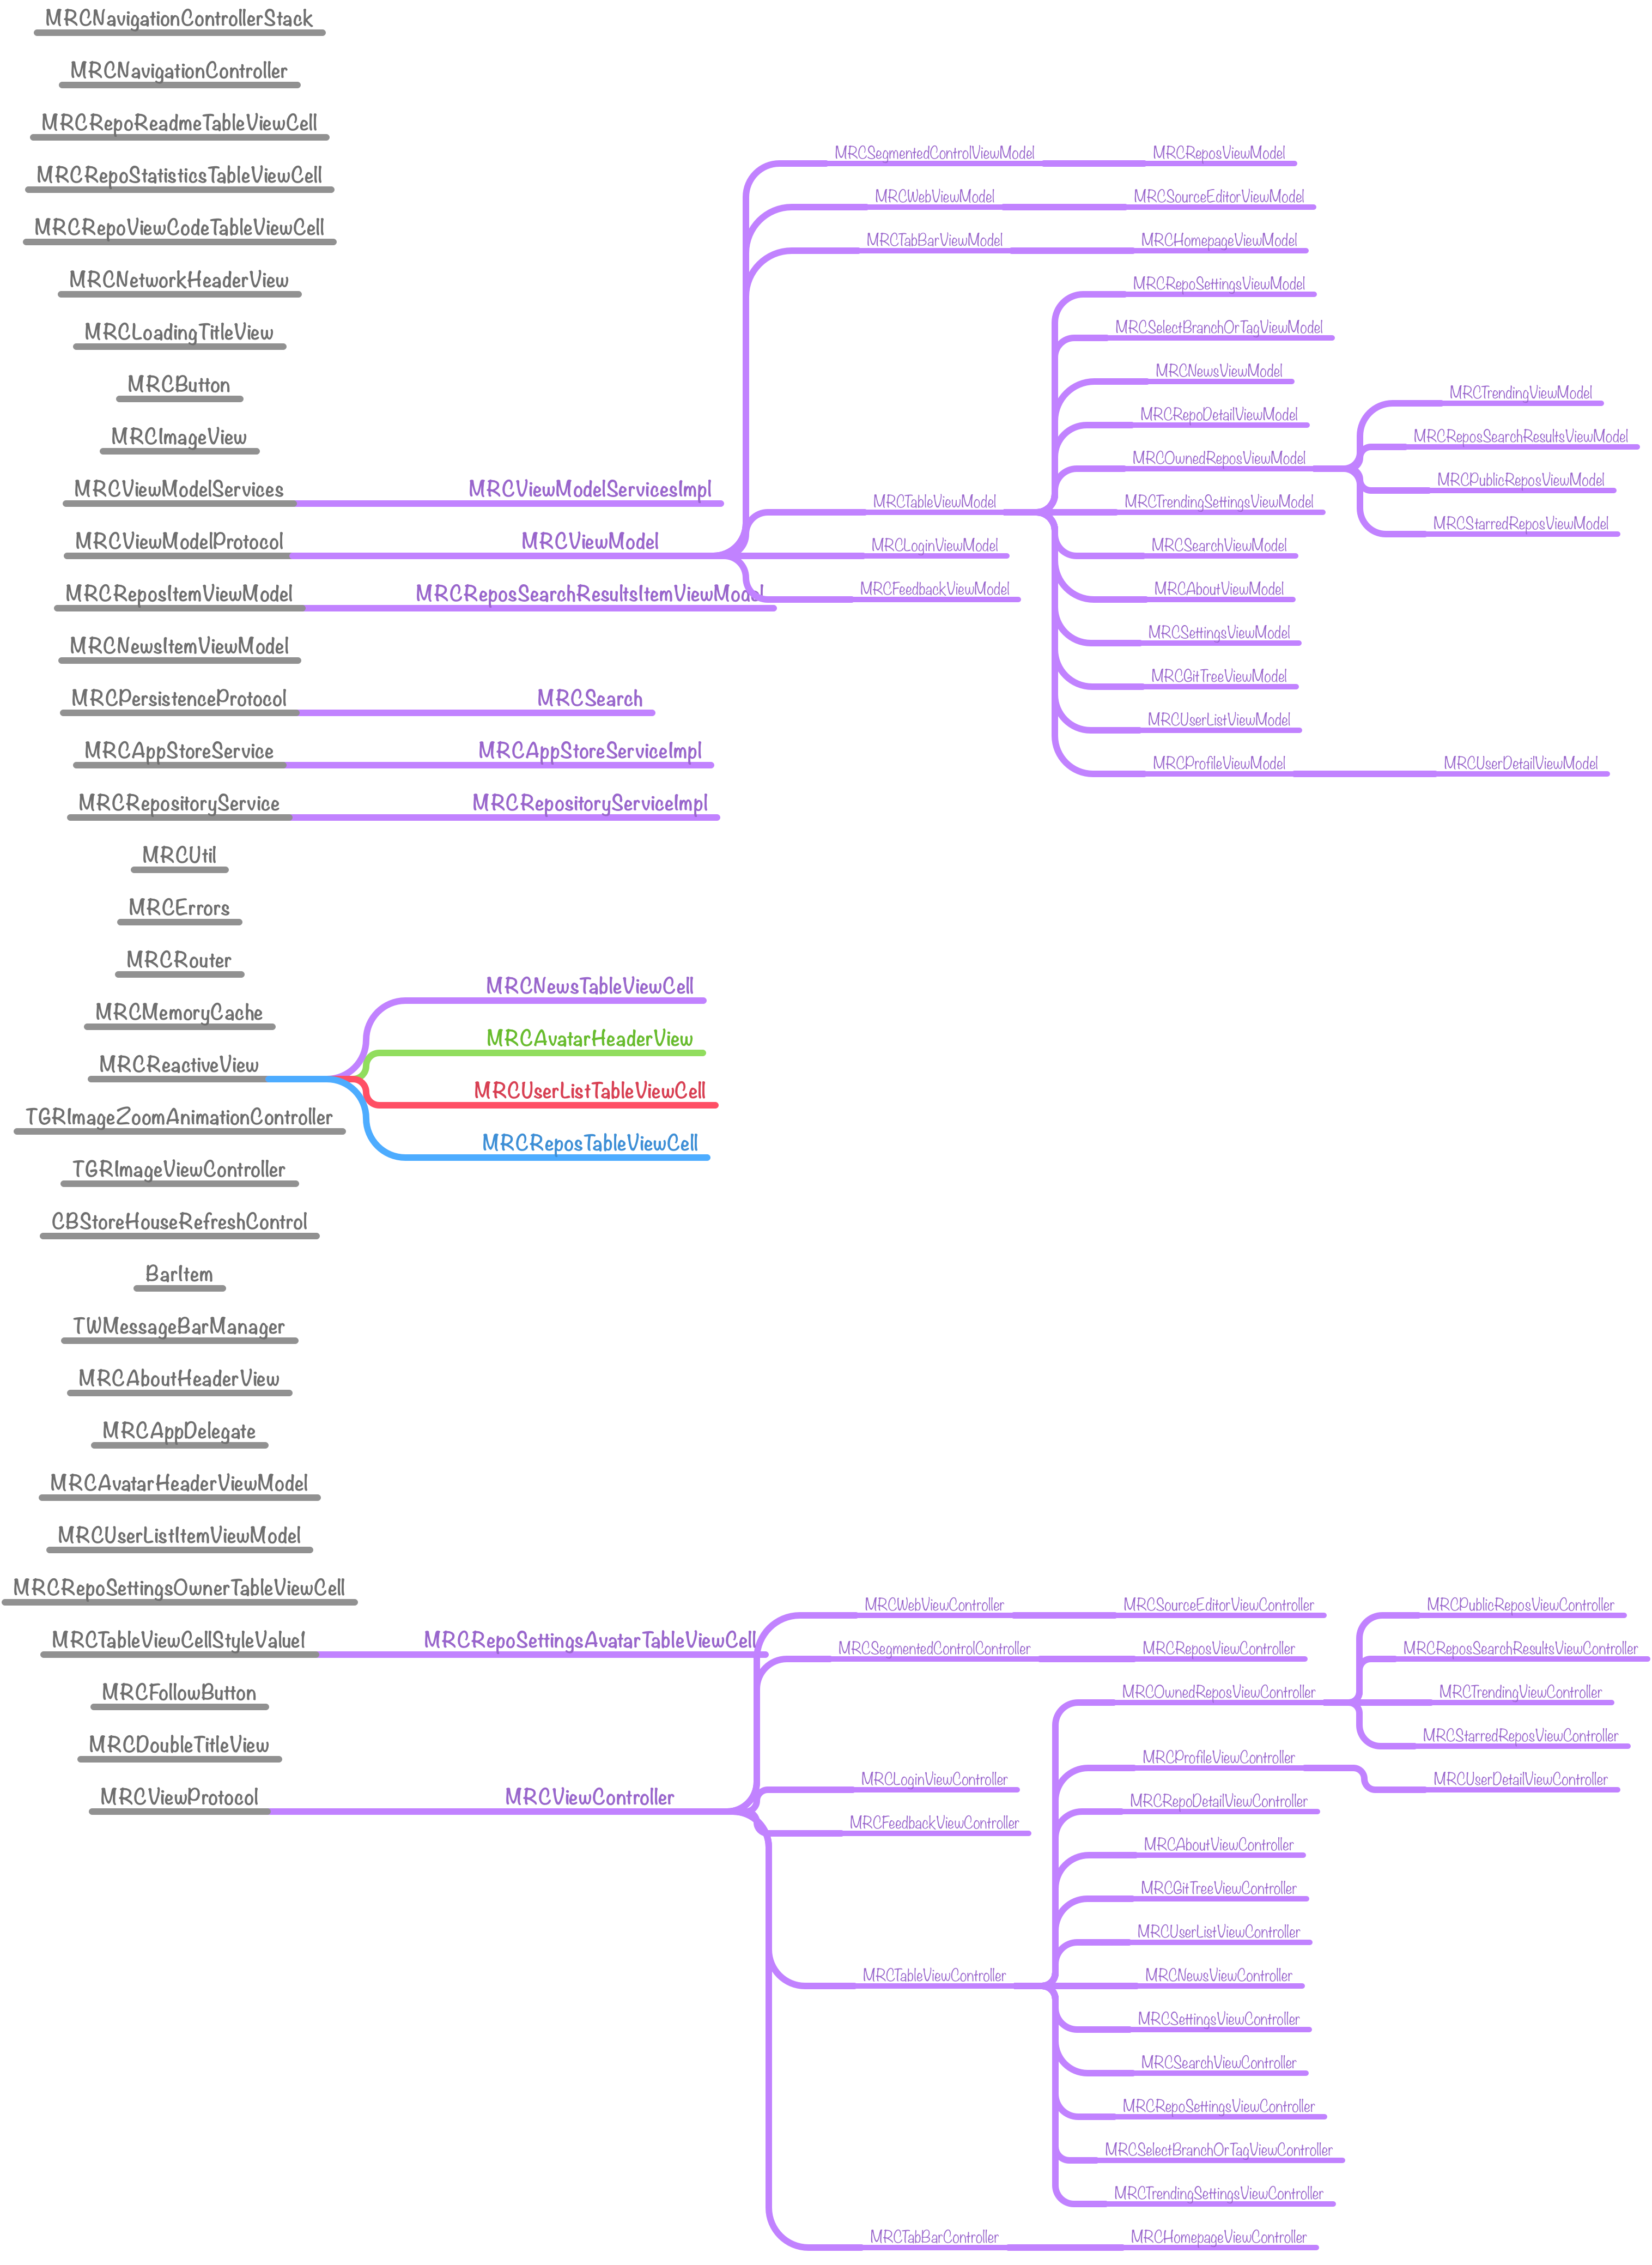 MRCNavigationControllerStack
MRCNavigationController
MRCRepoReadmeTableViewCell
MRCSegmentedControlViewModel MRCReposViewModel
MRCRepoStatisticsTableViewCell
MRCWebViewModel MRCSourceEditorViewModel
MRCRepoViewCodeTableViewCell
MRCTabBarViewModel MRCHomepageViewModel
MRCNetworkHeaderView
MRCRepoSettingsViewModel
MRCLoadingTitleView
MRCSelectBranchOrTagViewModel
MRCNewsViewModel
MRCButton
MRCTrendingViewModel
MRCRepoDetailViewModel
MRCImageView
MRCReposSearchResultsViewModel
MRCOwnedReposViewModel
MRCPublicReposViewModel
MRCViewModelServices MRCViewModelServicesImpl
MRCTableViewModel MRCTrendingSettingsViewModel
MRCStarredReposViewModel
MRCViewModelProtocol MRCViewModel
MRCLoginViewModel MRCSearchViewModel
MRCFeedbackViewModel MRCAboutViewModel
MRCReposItemViewModel MRCReposSearchResultsItemViewModel
MRCSettingsViewModel
MRCNewsItemViewModel
MRCGitTreeViewModel
MRCPersistenceProtocol MRCSearch
MRCUserListViewModel
MRCAppStoreService MRCAppStoreServiceImpl
MRCProfileViewModel MRCUserDetailViewModel
MRCRepositoryService MRCRepositoryServiceImpl
MRCUtil
MRCErrors
MRCRouter
MRCNewsTableViewCell
MRCMemoryCache
MRCAvatarHeaderView
MRCReactiveView
MRCUserListTableViewCell
TGRImageZoomAnimationController
MRCReposTableViewCell
TGRImageViewController
CBStoreHouseRefreshControl
BarItem
TWMessageBarManager
MRCAboutHeaderView
MRCAppDelegate
MRCAvatarHeaderViewModel
MRCUserListItemViewModel
MRCRepoSettingsOwnerTableViewCell
MRCWebViewController MRCSourceEditorViewController MRCPublicReposViewController
MRCTableViewCellStyleValue1 MRCRepoSettingsAvatarTableViewCell
MRCSegmentedControlController MRCReposViewController MRCReposSearchResultsViewController
MRCFollowButton
MRCOwnedReposViewController MRCTrendingViewController
MRCStarredReposViewController
MRCDoubleTitleView
MRCProfileViewController
MRCLoginViewController MRCUserDetailViewController
MRCViewProtocol MRCViewController
MRCRepoDetailViewController
MRCFeedbackViewController
MRCAboutViewController
MRCGitTreeViewController
MRCUserListViewController
MRCTableViewController MRCNewsViewController
MRCSettingsViewController
MRCSearchViewController
MRCRepoSettingsViewController
MRCSelectBranchOrTagViewController
MRCTrendingSettingsViewController
MRCTabBarController MRCHomepageViewController